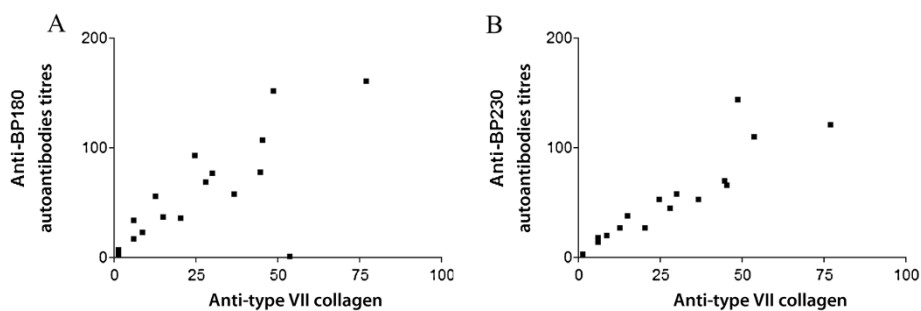 A
200
100
0
Anti-BP180
autoantibodies titres
0 25 50 75 100
Anti-type VII collagen
B
200
100
0
Anti-BP230
autoantibodies titres
0 25 50 75 100
Anti-type VII collagen